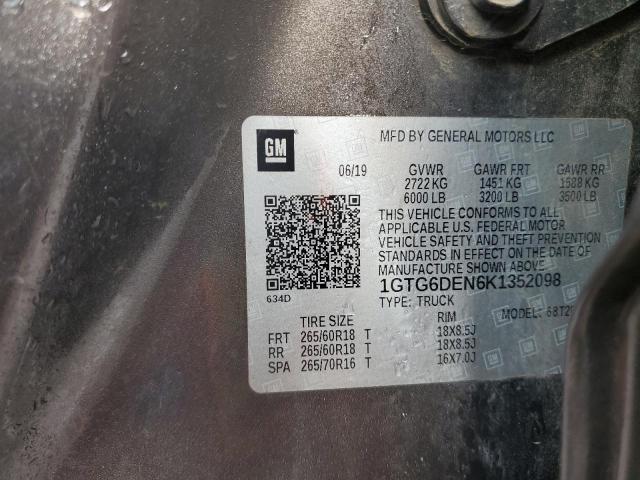 GM
MFD BY GENERAL MOTORS LLC
06/19 GVWR GAWR FRT GAWR RR
2722 KG 1451 KG 1588 KG
6000 LB 3200 LB 3500 LB
THIS VEHICLE CONFORMS TO ALL
APPLICABLE U.S. FEDERAL MOTOR
VEHICLE SAFETY AND THEFT PREVENTION
STANDARDS IN EFFECT ON THE DATE OF
MANUFACTURE SHOWN ABOVE.
1GTG6DEN6K1352098
634D
TYPE: TRUCK MODEL:
TIRE SIZE RIM
FRT 265/60R18 T 18X8.5J
RR 265/60R18 T 18X8.5J
SPA 265/70R16 T 16X7.0J